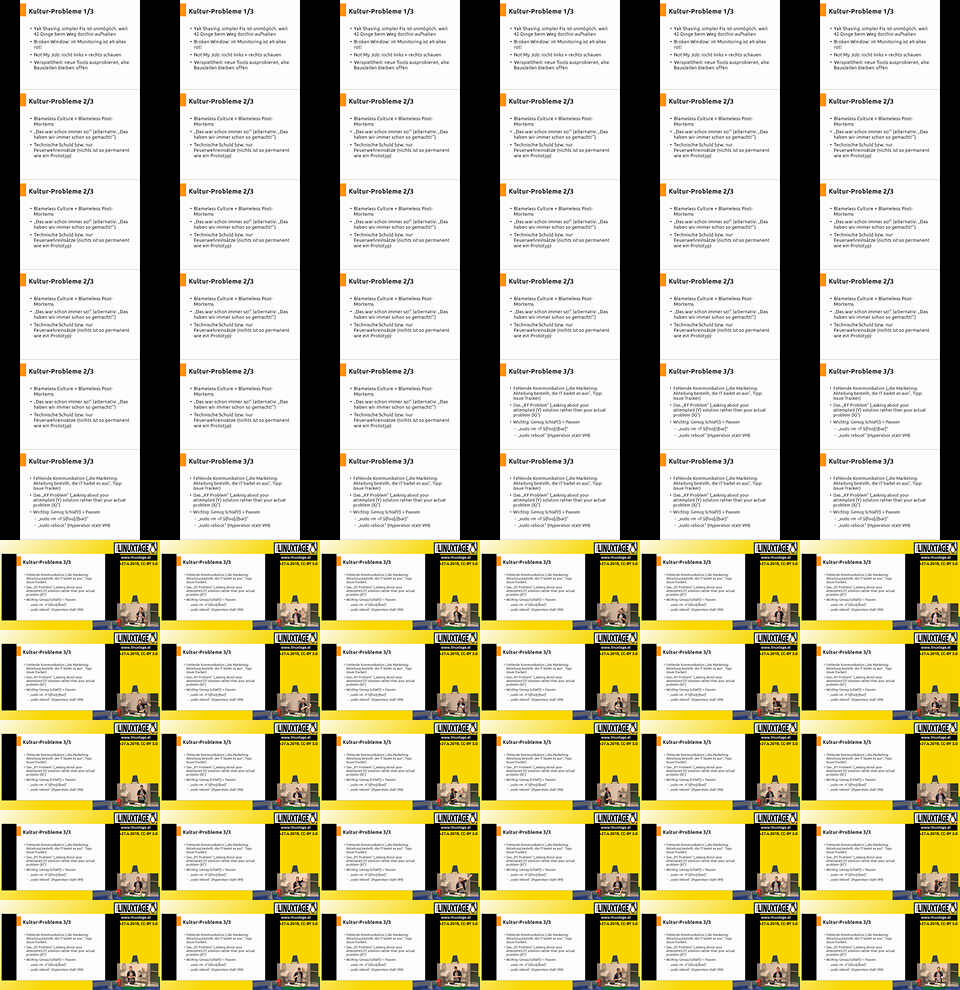 Kultur-Probleme 1/3
• Yak Shaving: simpler Fix ist unmöglich, weil
42 Dinge beim Weg dorthin auffallen
• Broken Window: im Monitoring ist eh alles
rot!
• Not My Job: nicht links + rechts schauen
• Verspieltheit: neue Tools ausprobieren, alte
Baustellen bleiben offen
Kultur-Probleme 2/3
• Blameless Culture + Blameless Post-
Mortems
• „Das war schon immer so!" (alternativ: „Das
haben wir immer schon so gemacht!")
• Technische Schuld bzw. nur
Feuerwehreinsätze (nichts ist so permanent
wie ein Prototyp)
Kultur-Probleme 3/3
• Fehlende Kommunikation („die Marketing-
Abteilung bestellt, die IT badet es aus", Tipp:
Issue Tracker)
• Das „XY Problem" („asking about your
attempted (Y) solution rather than your actual
problem (X)")
• Wichtig: Genug Schlaf(!) + Pausen
– „sudo rm -rf ${foo}/${bar}"
– „sudo reboot" (Hypervisor statt VM)
LINUXTAGE
www.linuxtage.at
-27.4.2019, CC-BY 3.0